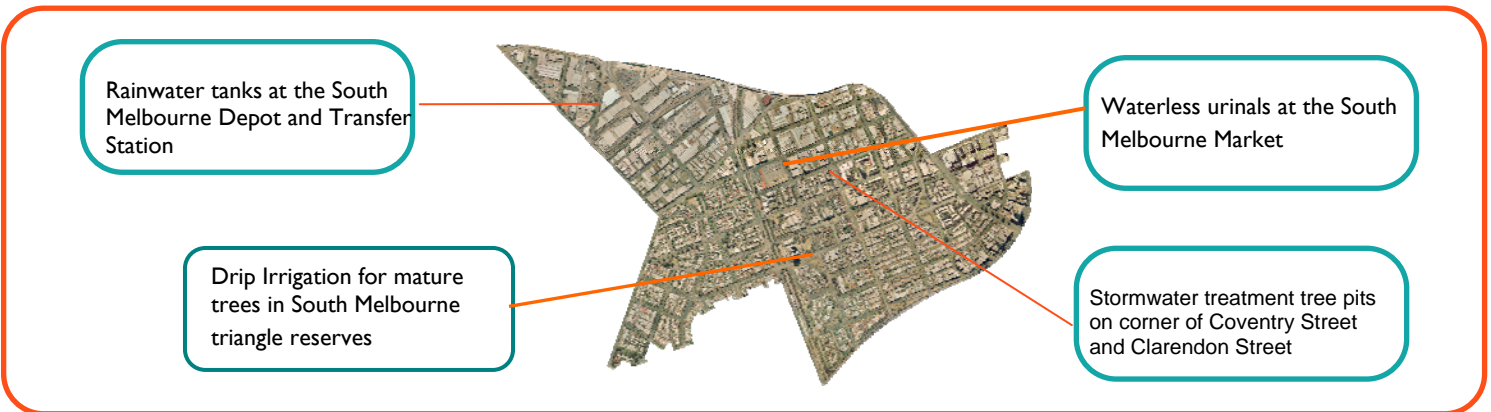 Rainwater tanks at the South
Melbourne Depot and Transfer
Station
Waterless urinals at the South
Melbourne Market
Drip Irrigation for mature
trees in South Melbourne
triangle reserves
Stormwater treatment tree pits
on corner of Coventry Street
and Clarendon Street